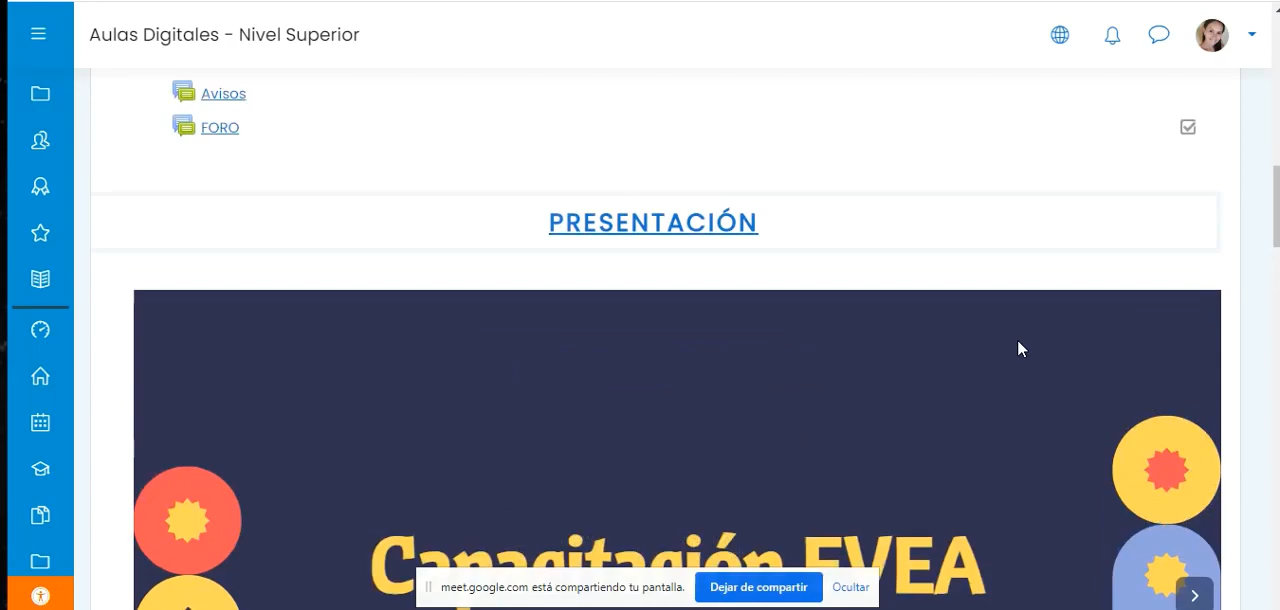 Aulas Digitales - Nivel Superior
Avisos
FORO
PRESENTACIÓN
Capacitación EVEA
meet.google.com está compartiendo tu pantalla.
Dejar de compartir
Ocultar